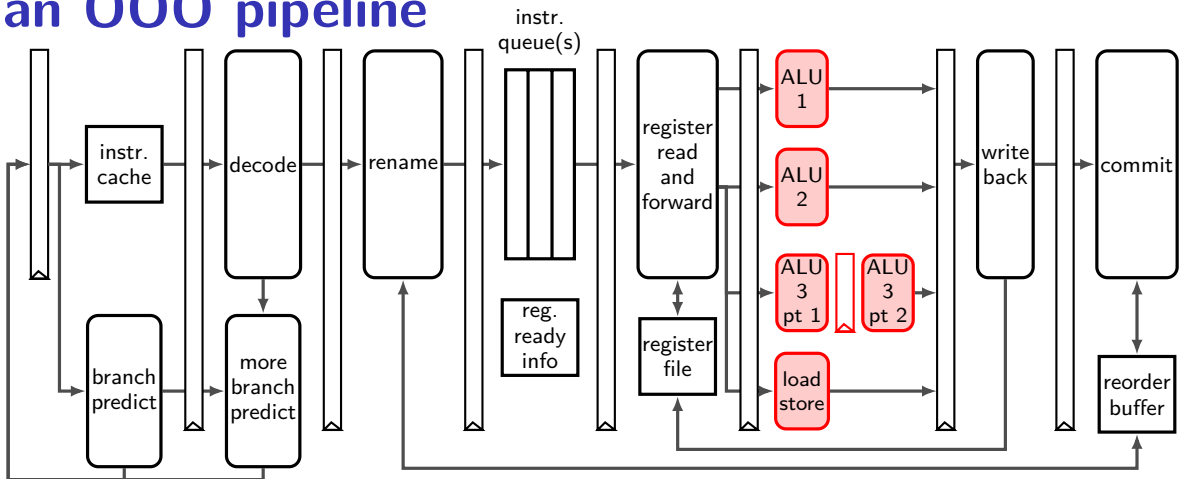 an OOO pipeline
instr.
queue(s)
instr.
cache
decode
rename
register
read
and
forward
ALU
1
ALU
2
ALU
3
pt 1
ALU
3
pt 2
load
store
write
back
commit
branch
predict
more
branch
predict
reg.
ready
info
register
file
reorder
buffer